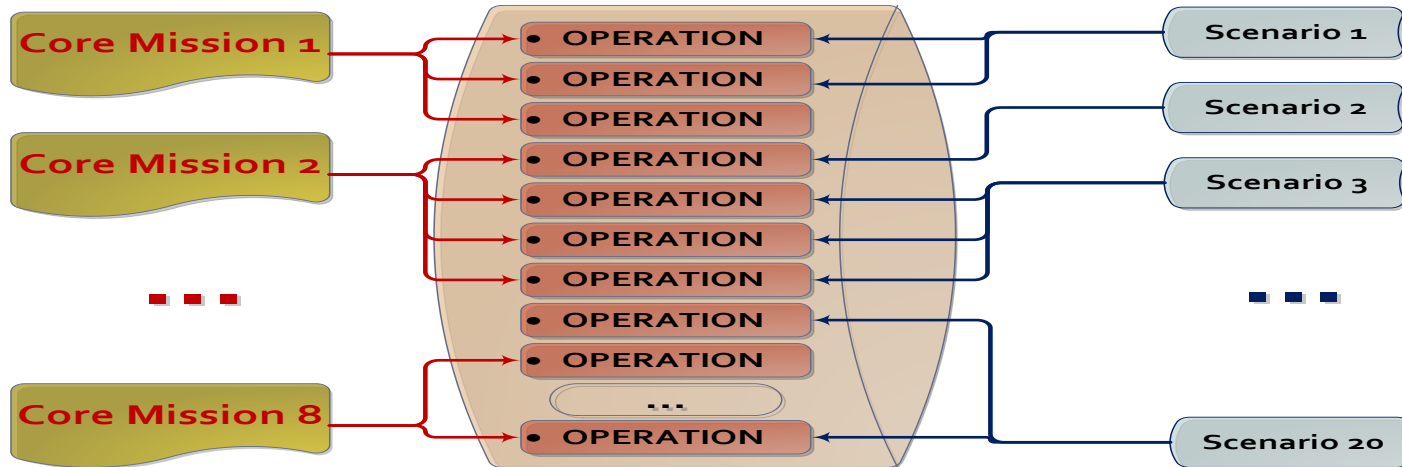 Core Mission 1
Core Mission 2
Core Mission 8
• OPERATION
• OPERATION
• OPERATION
• OPERATION
• OPERATION
• OPERATION
• OPERATION
• OPERATION
• OPERATION
...
• OPERATION
Scenario 1
Scenario 2
Scenario 3
Scenario 20